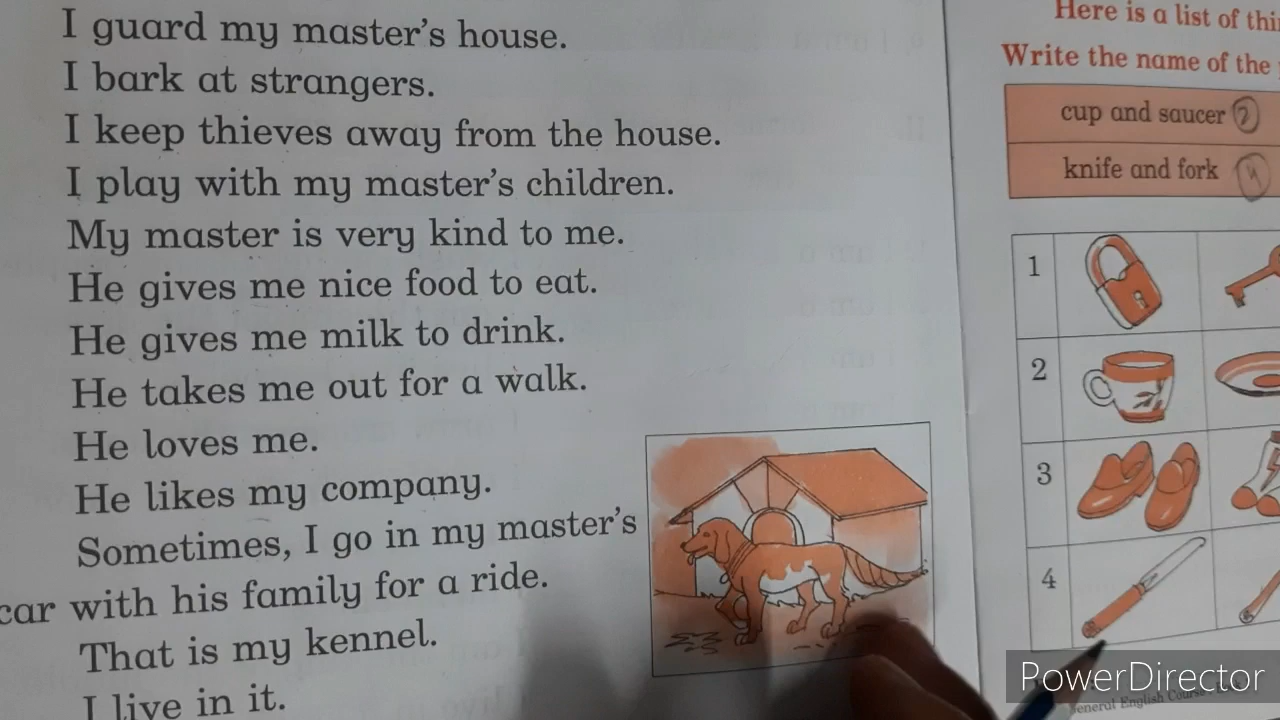 I guard my master's house.
I bark at strangers.
I keep thieves away from the house.
I play with my master's children.
My master is very kind to me.
He gives me nice food to eat.
He gives me milk to drink.
He takes me out for a walk.
He loves me.
He likes my company.
Sometimes, I go in my master's
car with his family for a ride.
That is my kennel.
I live in it.
Here is a list of
Write the name of the
cup and saucer 2
knife and fork 4
1
2
3
4
PowerDirector
General English